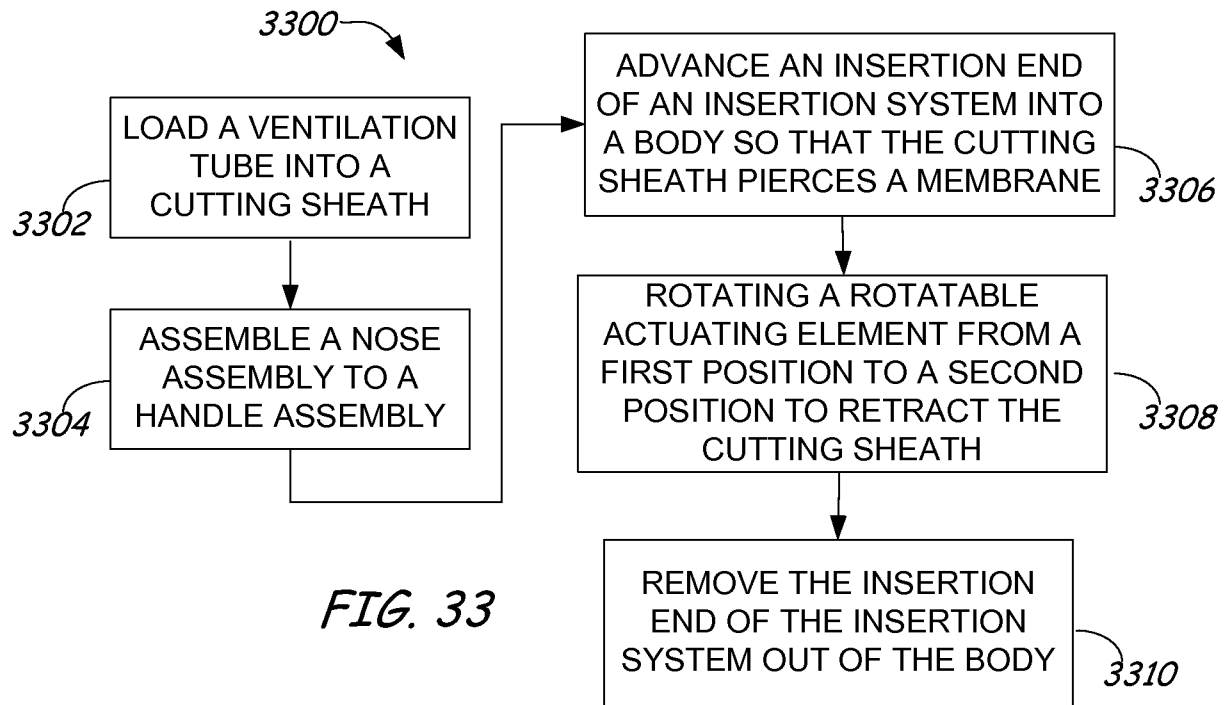 3300
LOAD A VENTILATION
TUBE INTO A
CUTTING SHEATH
3302
ASSEMBLE A NOSE
ASSEMBLY TO A
HANDLE ASSEMBLY
3304
ADVANCE AN INSERTION END
OF AN INSERTION SYSTEM INTO
A BODY SO THAT THE CUTTING
SHEATH PIERCES A MEMBRANE
3306
ROTATING A ROTATABLE
ACTUATING ELEMENT FROM A
FIRST POSITION TO A SECOND
POSITION TO RETRACT THE
CUTTING SHEATH
3308
REMOVE THE INSERTION
END OF THE INSERTION
SYSTEM OUT OF THE BODY
3310
FIG. 33